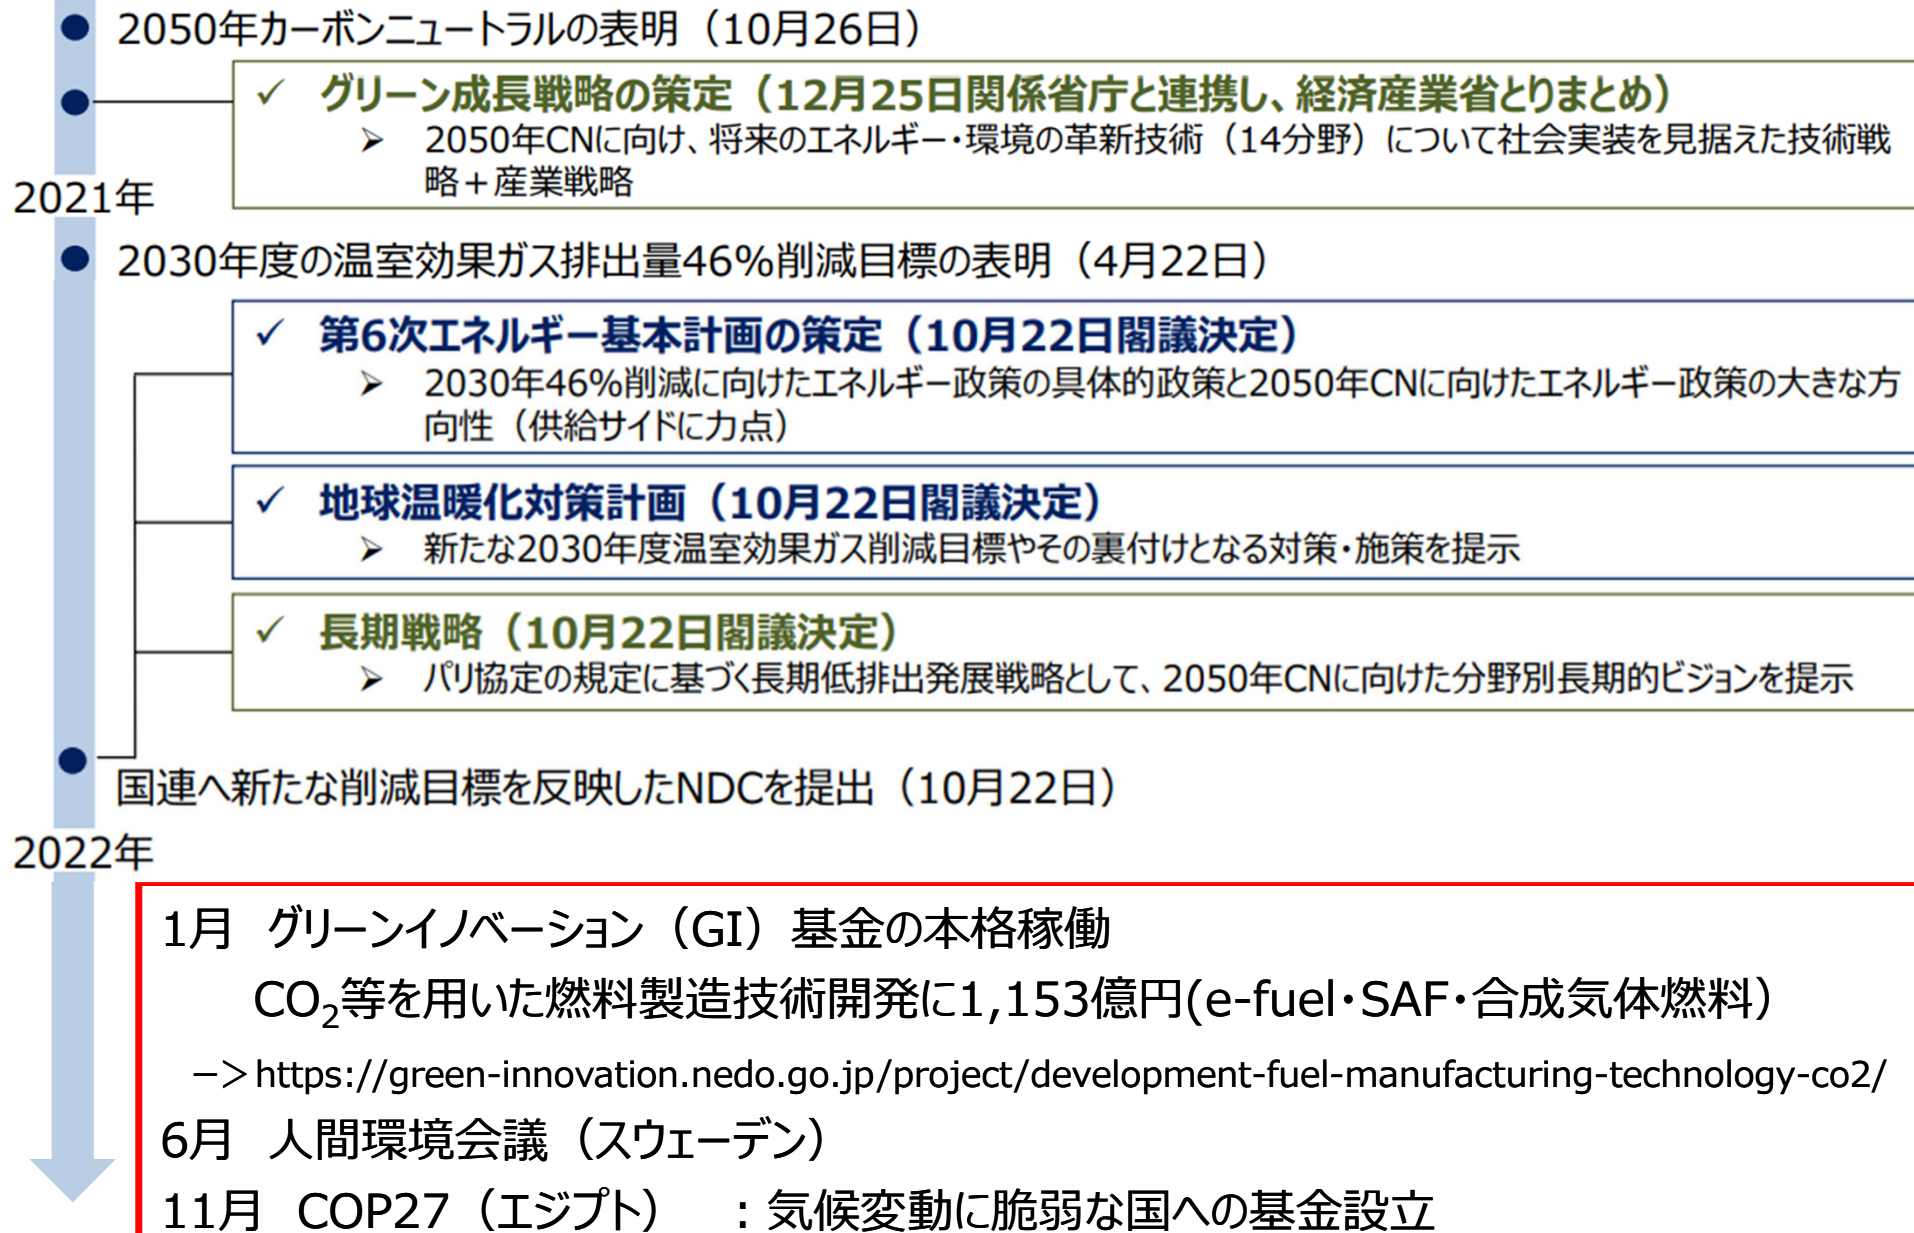 2050年カーボンニュートラルの表明（10月26日）
✓ グリーン成長戦略の策定（12月25日関係省庁と連携し、経済産業省とりまとめ）
➢ 2050年CNに向け、将来のエネルギー・環境の革新技術（14分野）について社会実装を見据えた技術戦
略＋産業戦略
2021年
2030年度の温室効果ガス排出量46%削減目標の表明（4月22日）
✓ 第6次エネルギー基本計画の策定（10月22日閣議決定）
➢ 2030年46%削減に向けたエネルギー政策の具体的政策と2050年CNに向けたエネルギー政策の大きな方
向性（供給サイドに力点）
✓ 地球温暖化対策計画（10月22日閣議決定）
➢ 新たな2030年度温室効果ガス削減目標やその裏付けとなる対策・施策を提示
✓ 長期戦略（10月22日閣議決定）
➢ パリ協定の規定に基づく長期低排出発展戦略として、2050年CNに向けた分野別長期的ビジョンを提示
国連へ新たな削減目標を反映したNDCを提出（10月22日）
2022年
1月 グリーンイノベーション（GI）基金の本格稼働
CO₂等を用いた燃料製造技術開発に1,153億円(e-fuel・SAF・合成気体燃料）
－＞https://green-innovation.nedo.go.jp/project/development-fuel-manufacturing-technology-co2/
6月 人間環境会議（スウェーデン）
11月 COP27（エジプト） ：気候変動に脆弱な国への基金設立